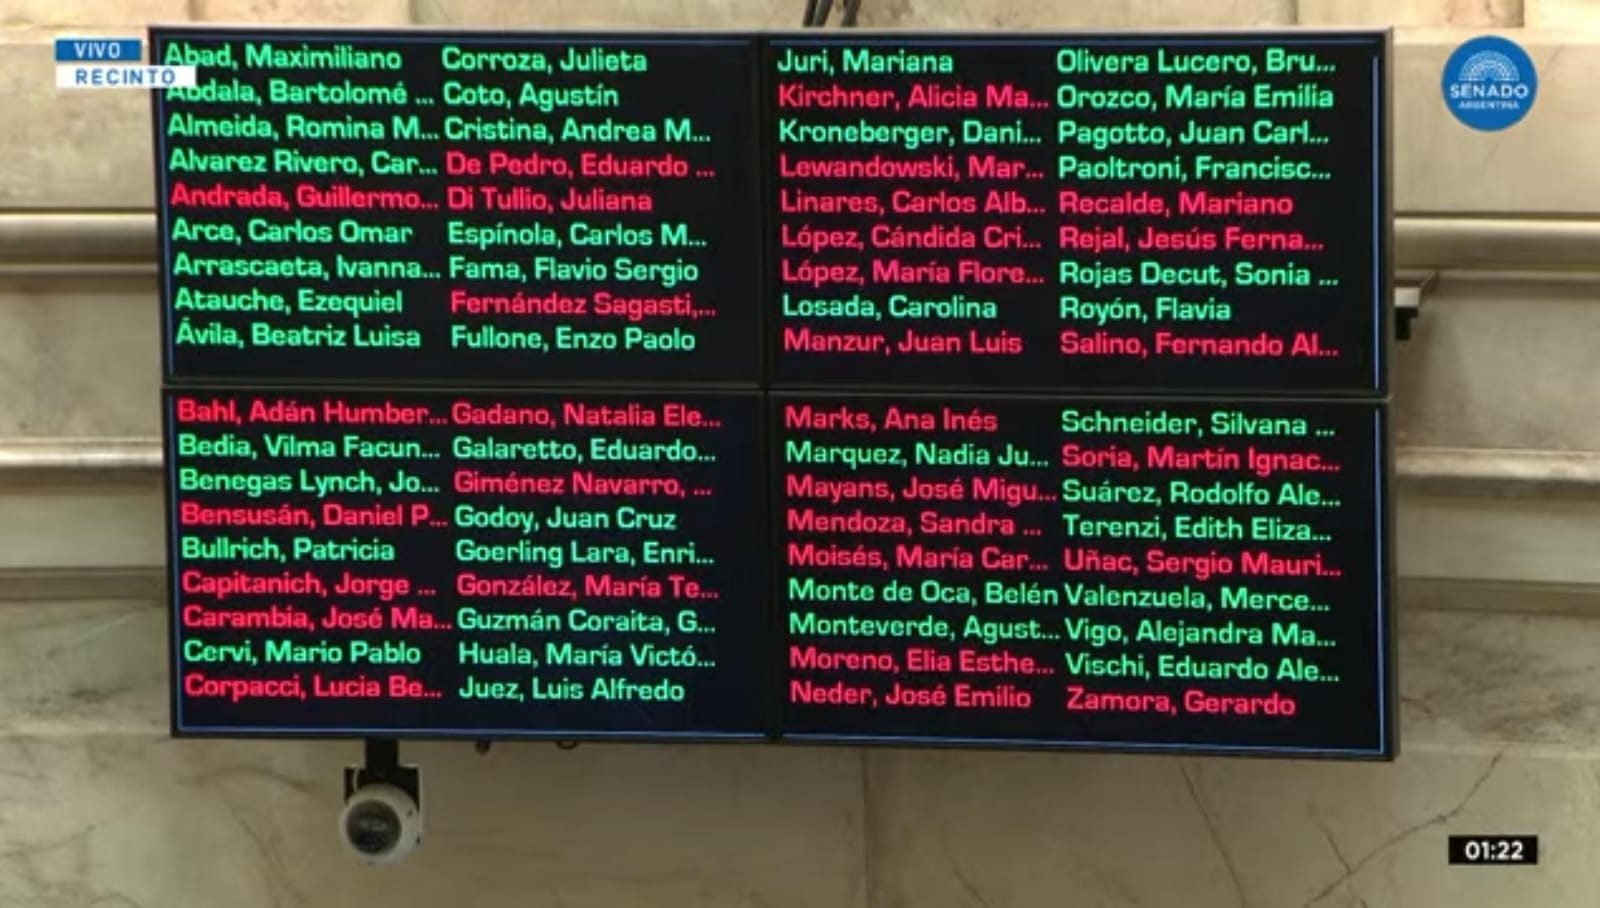 VIVO
RECINTO
SENADO
ARGENTINA
Abad, Maximiliano
Abdala, Bartolomé ...
Almeida, Romina M...
Alvarez Rivero, Car...
Andrada, Guillermo...
Arce, Carlos Omar
Arrascaeta, Ivanna...
Atauche, Ezequiel
Ávila, Beatriz Luisa
Bahl, Adán Humber...
Bedia, Vilma Facun...
Benegas Lynch, Jo...
Bensusán, Daniel P...
Bullrich, Patricia
Capitanich, Jorge ...
Carambia, José Ma...
Cervi, Mario Pablo
Corpacci, Lucia Be...
Corroza, Julieta
Coto, Agustín
Cristina, Andrea M...
De Pedro, Eduardo ...
Di Tullio, Juliana
Espínola, Carlos M...
Fama, Flavio Sergio
Fernández Sagasti,...
Fullone, Enzo Paolo
Gadano, Natalia Ele...
Galaretto, Eduardo...
Giménez Navarro, ...
Godoy, Juan Cruz
Goerling Lara, Enri...
González, María Te...
Guzmán Coraita, G...
Huala, María Victó...
Juez, Luis Alfredo
Juri, Mariana
Kirchner, Alicia Ma...
Kroneberger, Dani...
Lewandowski, Mar...
Linares, Carlos Alb...
López, Cándida Cri...
López, María Flore...
Losada, Carolina
Manzur, Juan Luis
Marks, Ana Inés
Marquez, Nadia Ju...
Mayans, José Migu...
Mendoza, Sandra ...
Moisés, María Car...
Monte de Oca, Belén
Monteverde, Agust...
Moreno, Elia Esthe...
Neder, José Emilio
Olivera Lucero, Bru...
Orozco, María Emilia
Pagotto, Juan Carl...
Paoltroni, Francisc...
Recalde, Mariano
Rejal, Jesús Ferna...
Rojas Decut, Sonia ...
Royón, Flavia
Salino, Fernando Al...
Schneider, Silvana ...
Soria, Martín Ignac...
Suárez, Rodolfo Ale...
Terenzi, Edith Eliza...
Uñac, Sergio Mauri...
Valenzuela, Merce...
Vigo, Alejandra Ma...
Vischi, Eduardo Ale...
Zamora, Gerardo
01:22